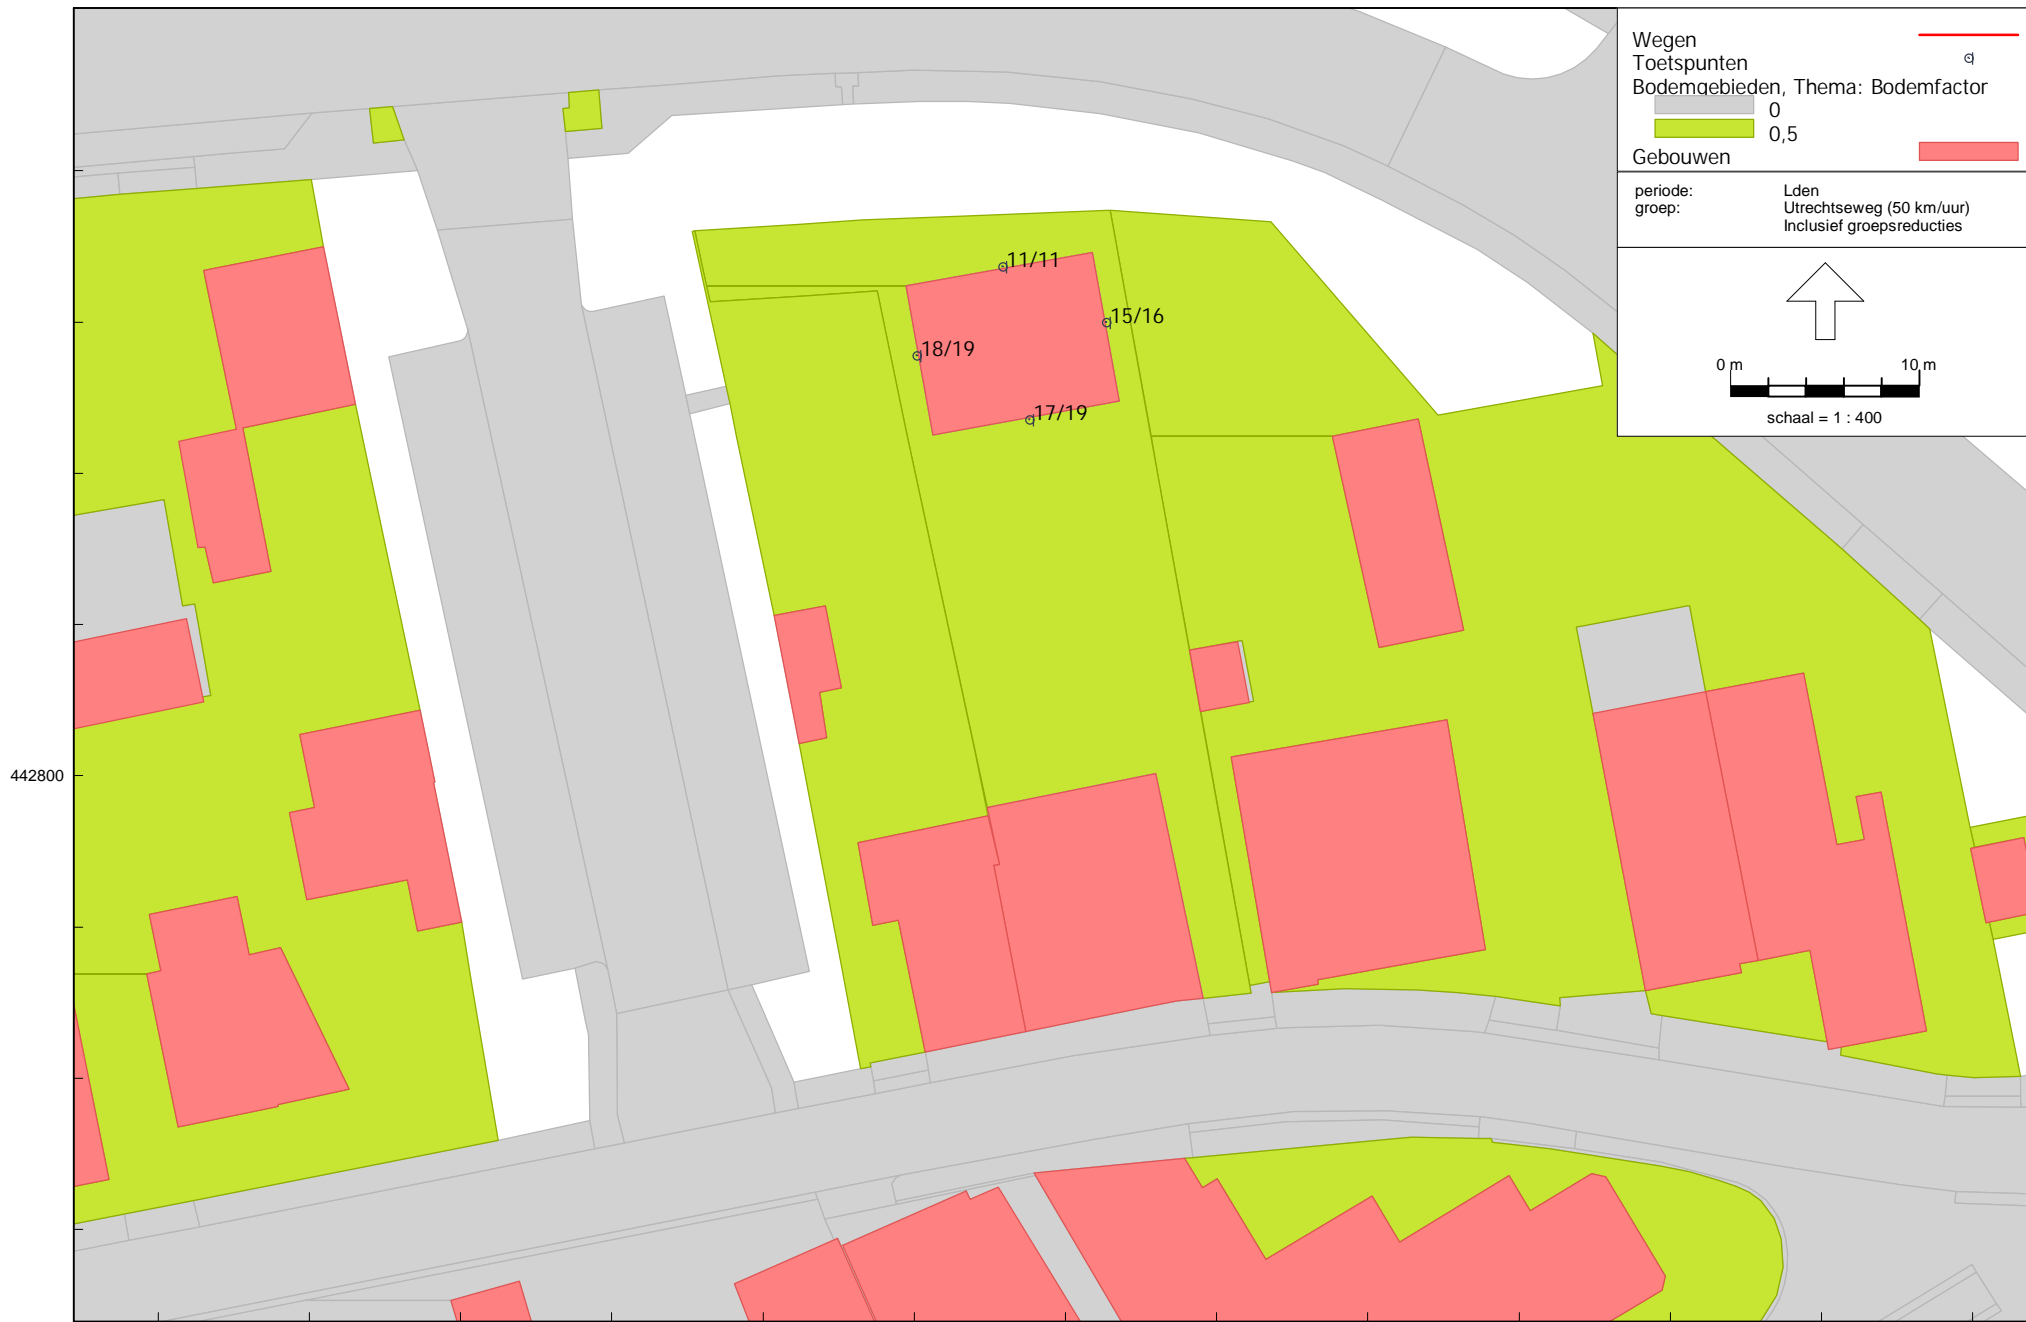 Wegen
Toetspunten
Bodemgebieden, Thema: Bodemfactor
0
0,5
Gebouwen
periode: Lden
groep: Utrechtseweg (50 km/uur)
Inclusief groepsreducties
0 m 10 m
schaal = 1 : 400
11/11
15/16
18/19
17/19
442800